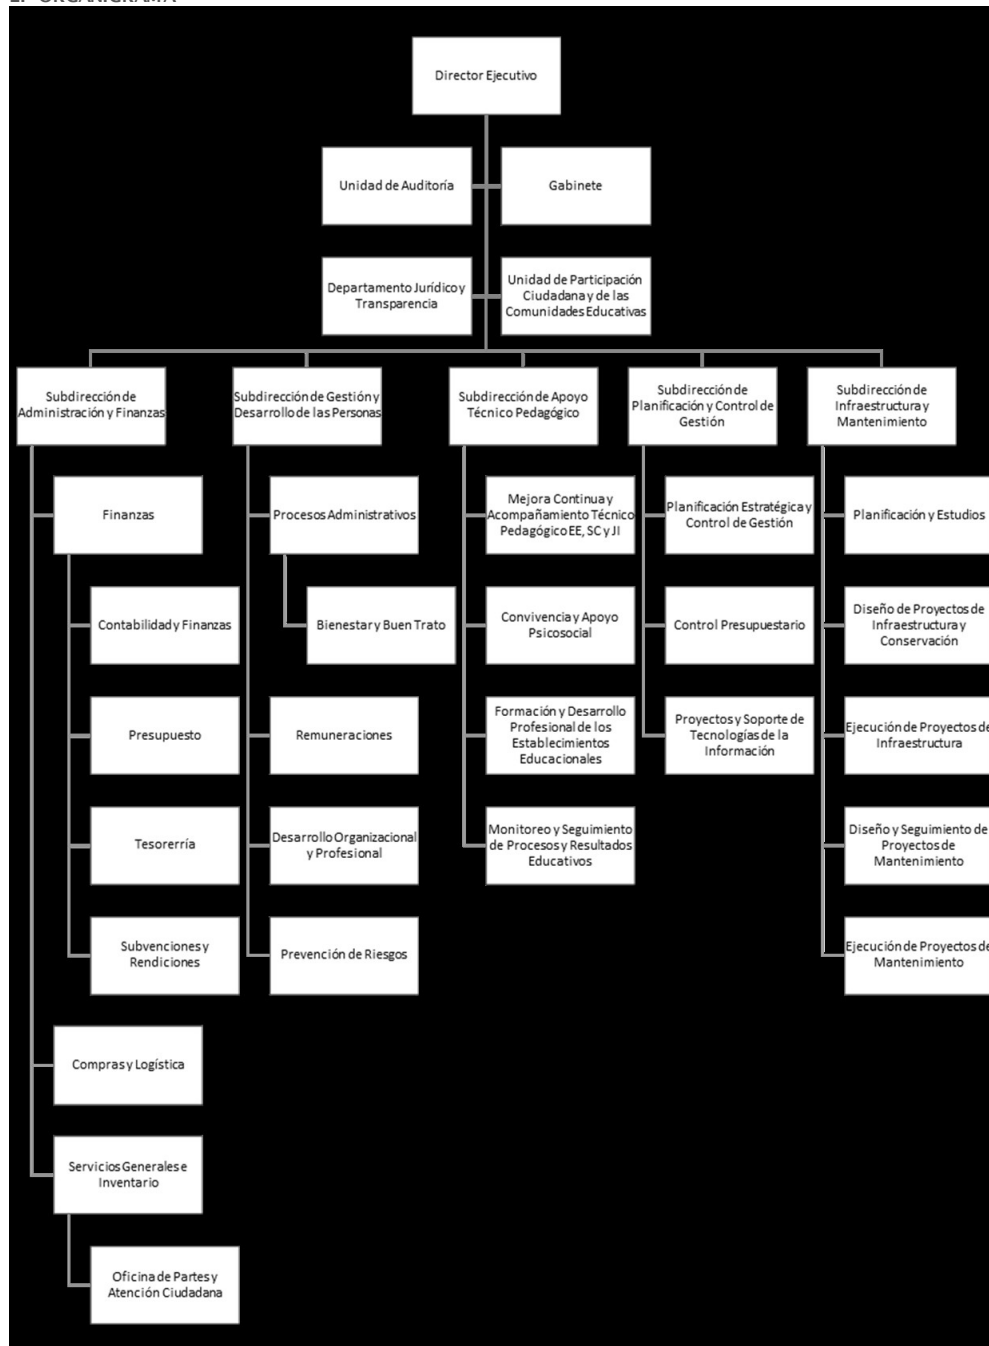 2. ORGANIGRAMA
Director Ejecutivo
Unidad de Auditoría
Gabinete
Departamento Jurídico y
Transparencia
Unidad de Participación
Ciudadana y de las
Comunidades Educativas
Subdirección de
Administración y Finanzas
Subdirección de Gestión y
Desarrollo de las Personas
Subdirección de Apoyo
Técnico Pedagógico
Subdirección de
Planificación y Control de
Gestión
Subdirección de
Infraestructura y
Mantenimiento
Finanzas
Procesos Administrativos
Mejora Continua y
Acompañamiento Técnico
Pedagógico EE, SC y JI
Planificación Estratégica y
Control de Gestión
Planificación y Estudios
Contabilidad y Finanzas
Bienestar y Buen Trato
Convivencia y Apoyo
Psicosocial
Control Presupuestario
Diseño de Proyectos de
Infraestructura y
Conservación
Presupuesto
Remuneraciones
Formación y Desarrollo
Profesional de los
Establecimientos
Educacionales
Proyectos y Soporte de
Tecnologías de la
Información
Ejecución de Proyectos de
Infraestructura
Tesorerría
Desarrollo Organizacional
y Profesional
Monitoreo y Seguimiento
de Procesos y Resultados
Educativos
Diseño y Seguimiento de
Proyectos de
Mantenimiento
Subvenciones y
Rendiciones
Prevención de Riesgos
Ejecución de Proyectos de
Mantenimiento
Compras y Logística
Servicios Generales e
Inventario
Oficina de Partes y
Atención Ciudadana